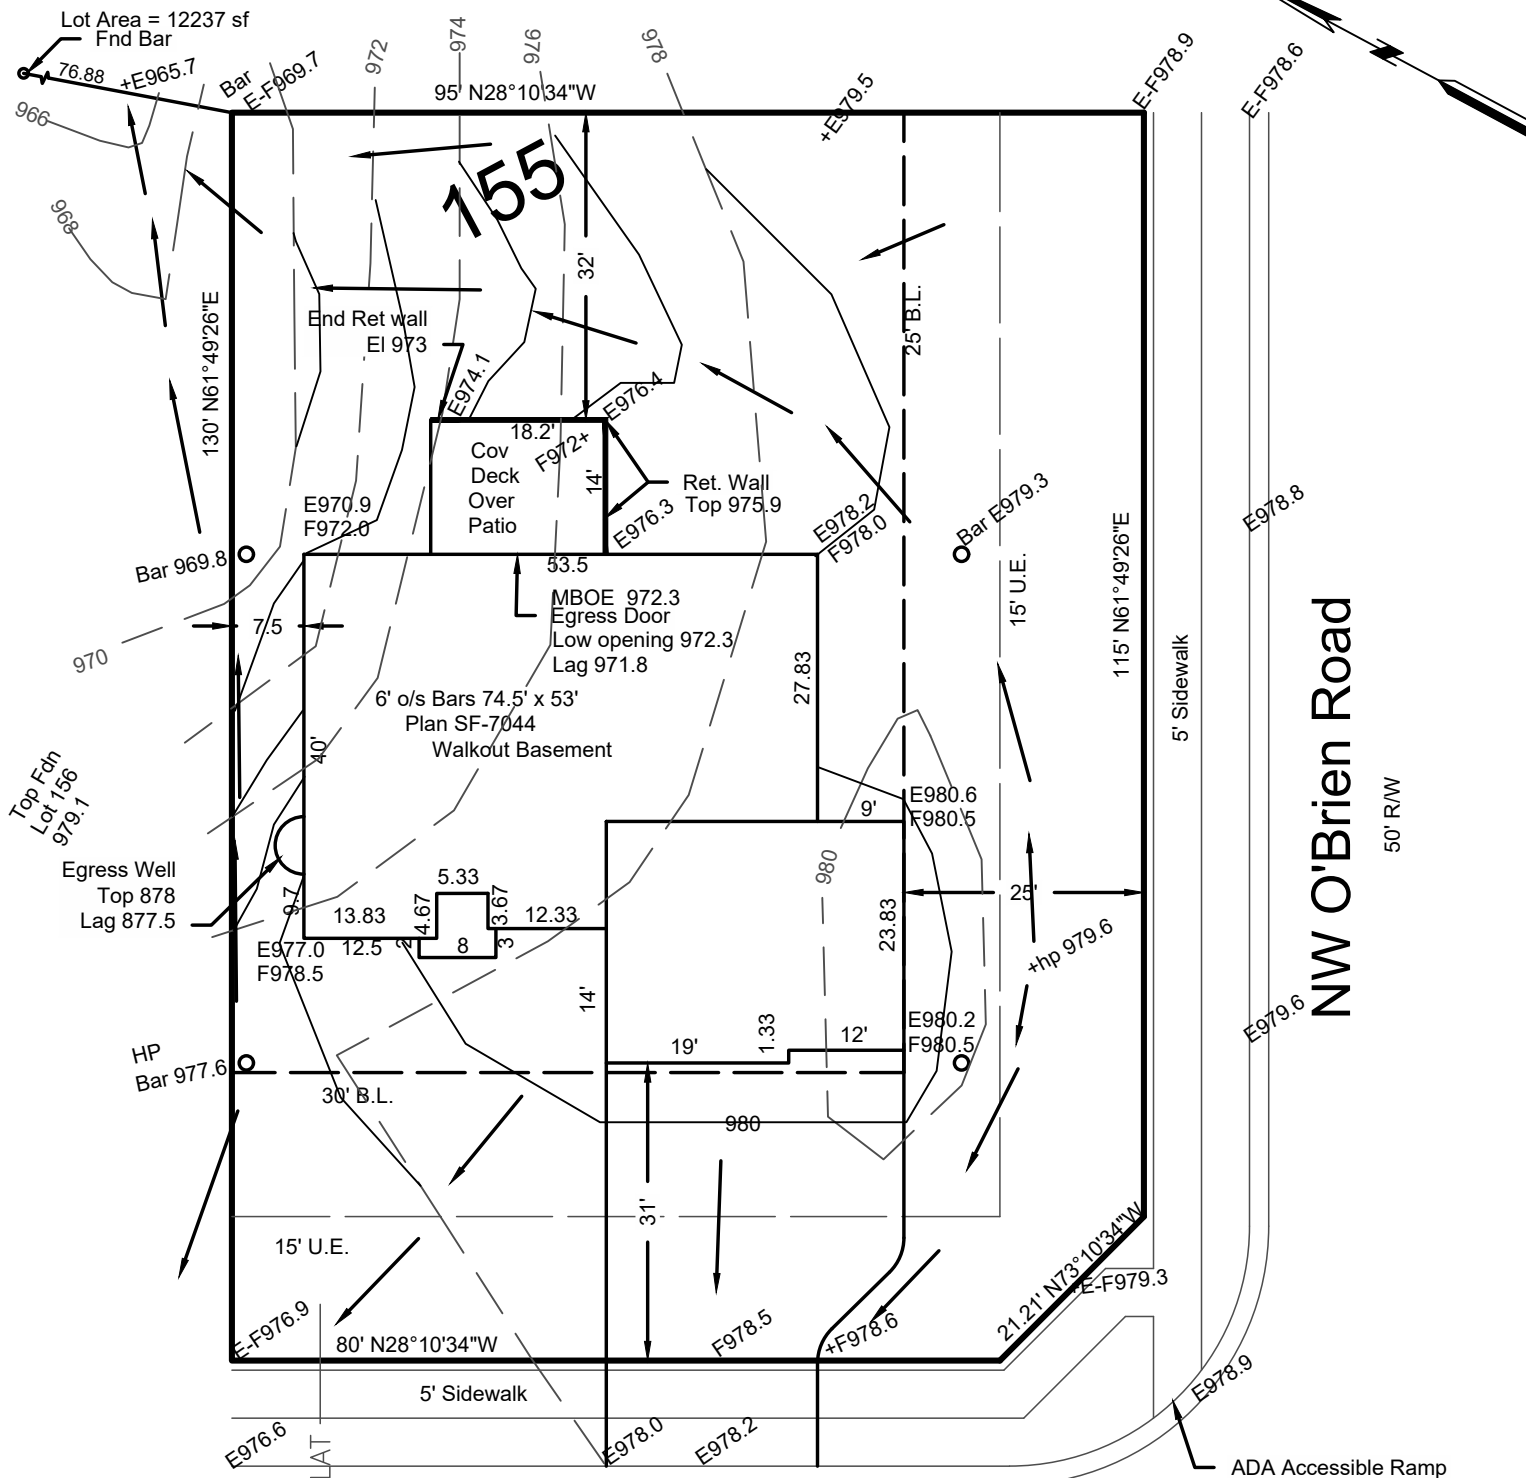 Lot Area = 12237 sf
Fnd Bar
76.88
+E965.7
Bar
E-F969.7
972
974
976
978
95' N28°10'34"W
+E979.5
E-F978.9
E-F978.6
966
968
155
32'
25' B.L.
130' N61°49'26"E
End Ret wall
El 973
E974.1
E976.4
18.2'
F972+
Cov
Deck
Over
Patio
14'
Ret. Wall
Top 975.9
E976.3
E978.2
F978.0
Bar E979.3
E978.8
E970.9
F972.0
Bar 969.8
53.5
MBOE 972.3
Egress Door
Low opening 972.3
Lag 971.8
15' U.E.
115' N61°49'26"E
5' Sidewalk
7.5
970
27.83
6' o/s Bars 74.5' x 53'
Plan SF-7044
Walkout Basement
40'
NW O'Brien Road
50' R/W
Top Fdn
Lot 156
979.1
E980.6
F980.5
9'
980
Egress Well
Top 878
Lag 877.5
9.7
5.33
13.83
4.67
3.67
12.33
12.5
2
8
3
25'
23.83
E977.0
F978.5
+hp 979.6
14'
E979.6
E980.2
F980.5
19'
1.33
12'
HP
Bar 977.6
30' B.L.
980
31'
15' U.E.
21.21' N73°10'34"W
+E-F979.3
E-F976.9
80' N28°10'34"W
F978.5
+F978.6
5' Sidewalk
E978.9
E976.6
LAT
E978.0
E978.2
ADA Accessible Ramp